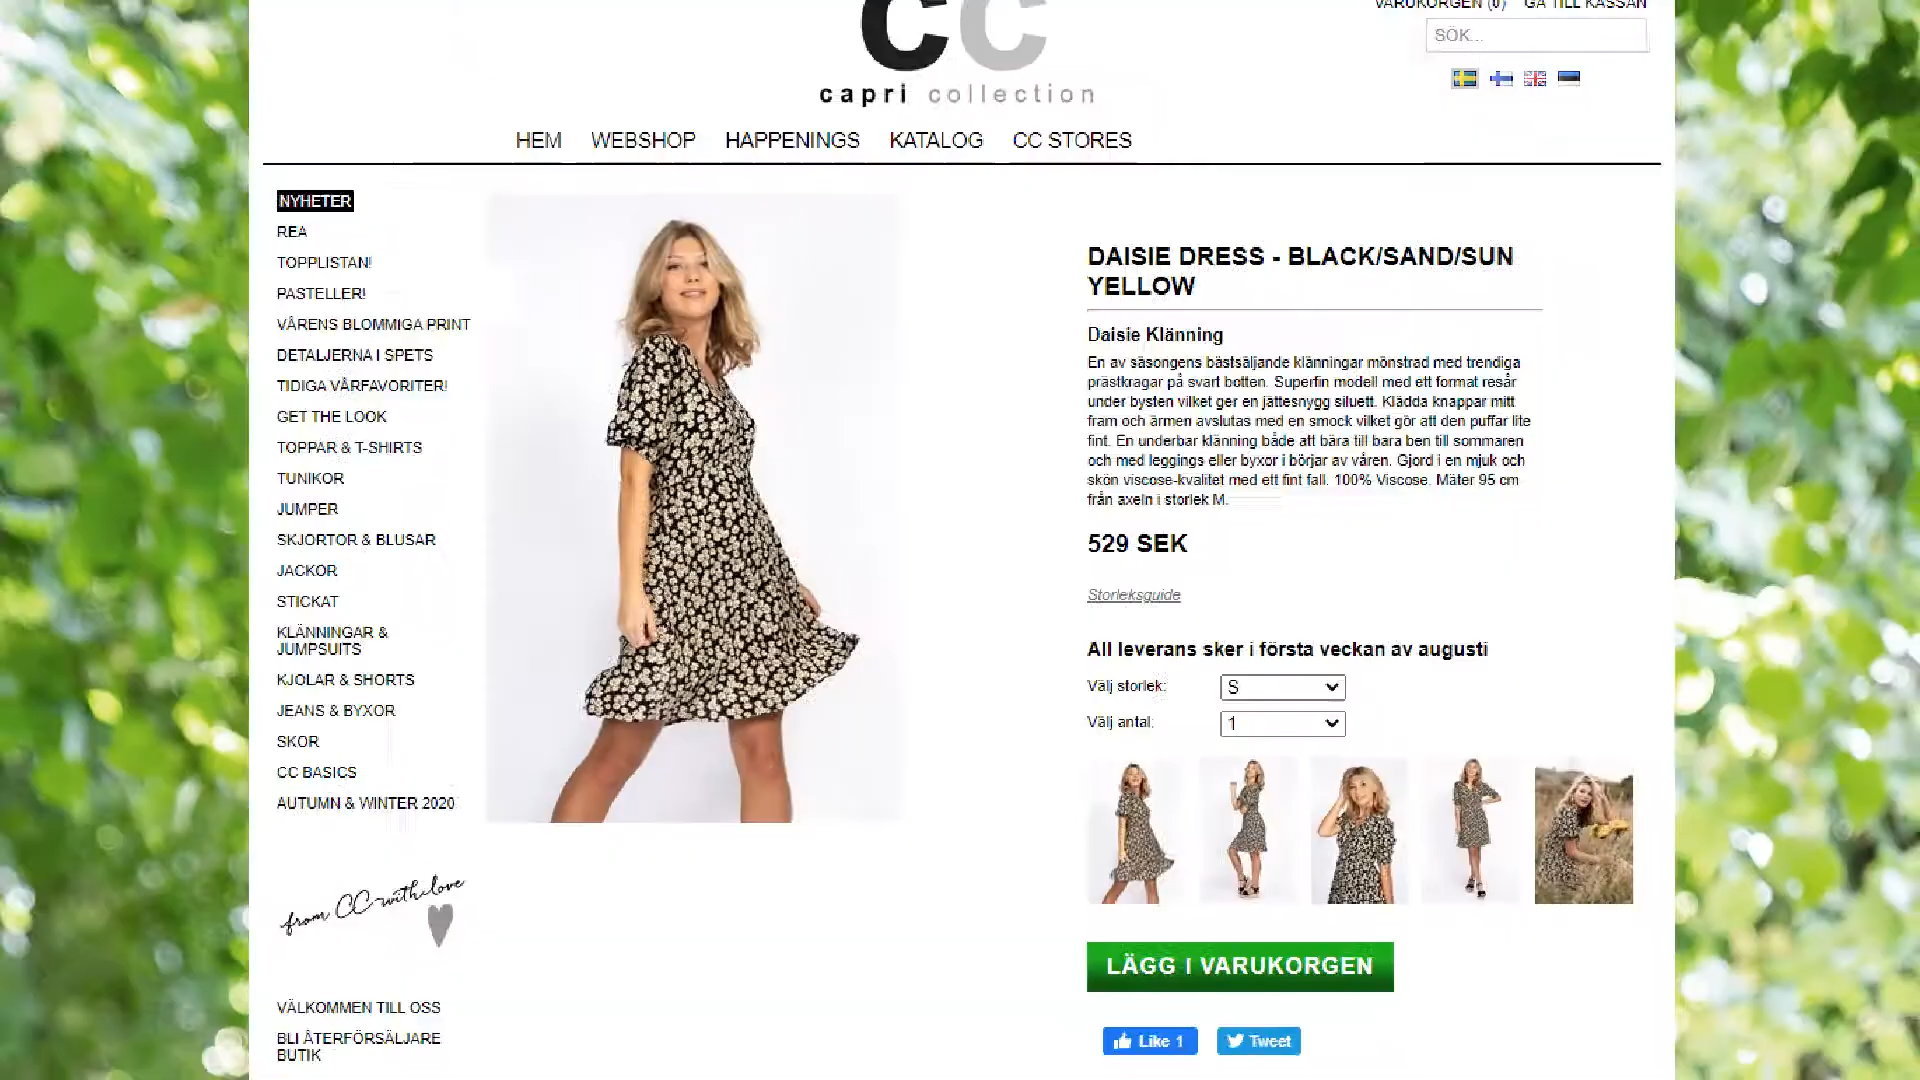 VARUKORGEN (0) GÅ TILL KASSAN
SÖK...
CC
capri collection
HEM WEBSHOP HAPPENINGS KATALOG CC STORES
NYHETER
REA
TOPPLISTAN!
PASTELLER!
VÅRENS BLOMMIGA PRINT
DETALJERNA I SPETS
TIDIGA VÅRFAVORITER!
GET THE LOOK
TOPPAR & T-SHIRTS
TUNIKOR
JUMPER
SKJORTOR & BLUSAR
JACKOR
STICKAT
KLÄNNINGAR &
JUMPSUITS
KJOLAR & SHORTS
JEANS & BYXOR
SKOR
CC BASICS
AUTUMN & WINTER 2020
from CC with love
VÄLKOMMEN TILL OSS
BLI ÅTERFÖRSÄLJARE
BUTIK
DAISIE DRESS - BLACK/SAND/SUN
YELLOW
Daisie Klänning
En av säsongens bästsäljande klänningar mönstrad med trendiga
prästkragar på svart botten. Superfin modell med ett format resår
under bysten vilket ger en jättesnygg siluett. Klädda knappar mitt
fram och ärmen avslutas med en smock vilket gör att den puffar lite
fint. En underbar klänning både att bära till bara ben till sommaren
och med leggings eller byxor i börjar av våren. Gjord i en mjuk och
skön viscose-kvalitet med ett fint fall. 100% Viscose. Mäter 95 cm
från axeln i storlek M.
529 SEK
Storleksguide
All leverans sker i första veckan av augusti
Välj storlek: S
Välj antal: 1
LÄGG I VARUKORGEN
Like 1 Tweet